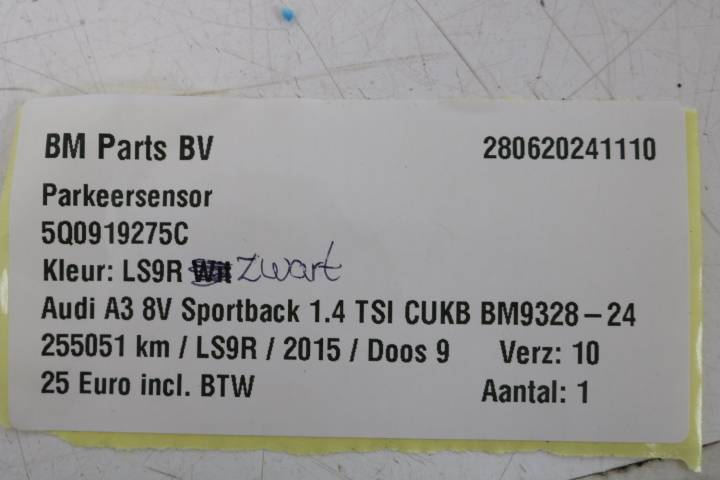 BM Parts BV 280620241110
Parkeersensor
5Q0919275C
Kleur: LS9R Wit zwart
Audi A3 8V Sportback 1.4 TSI CUKB BM9328-24
255051 km / LS9R / 2015 / Doos 9 Verz: 10
25 Euro incl. BTW Aantal: 1